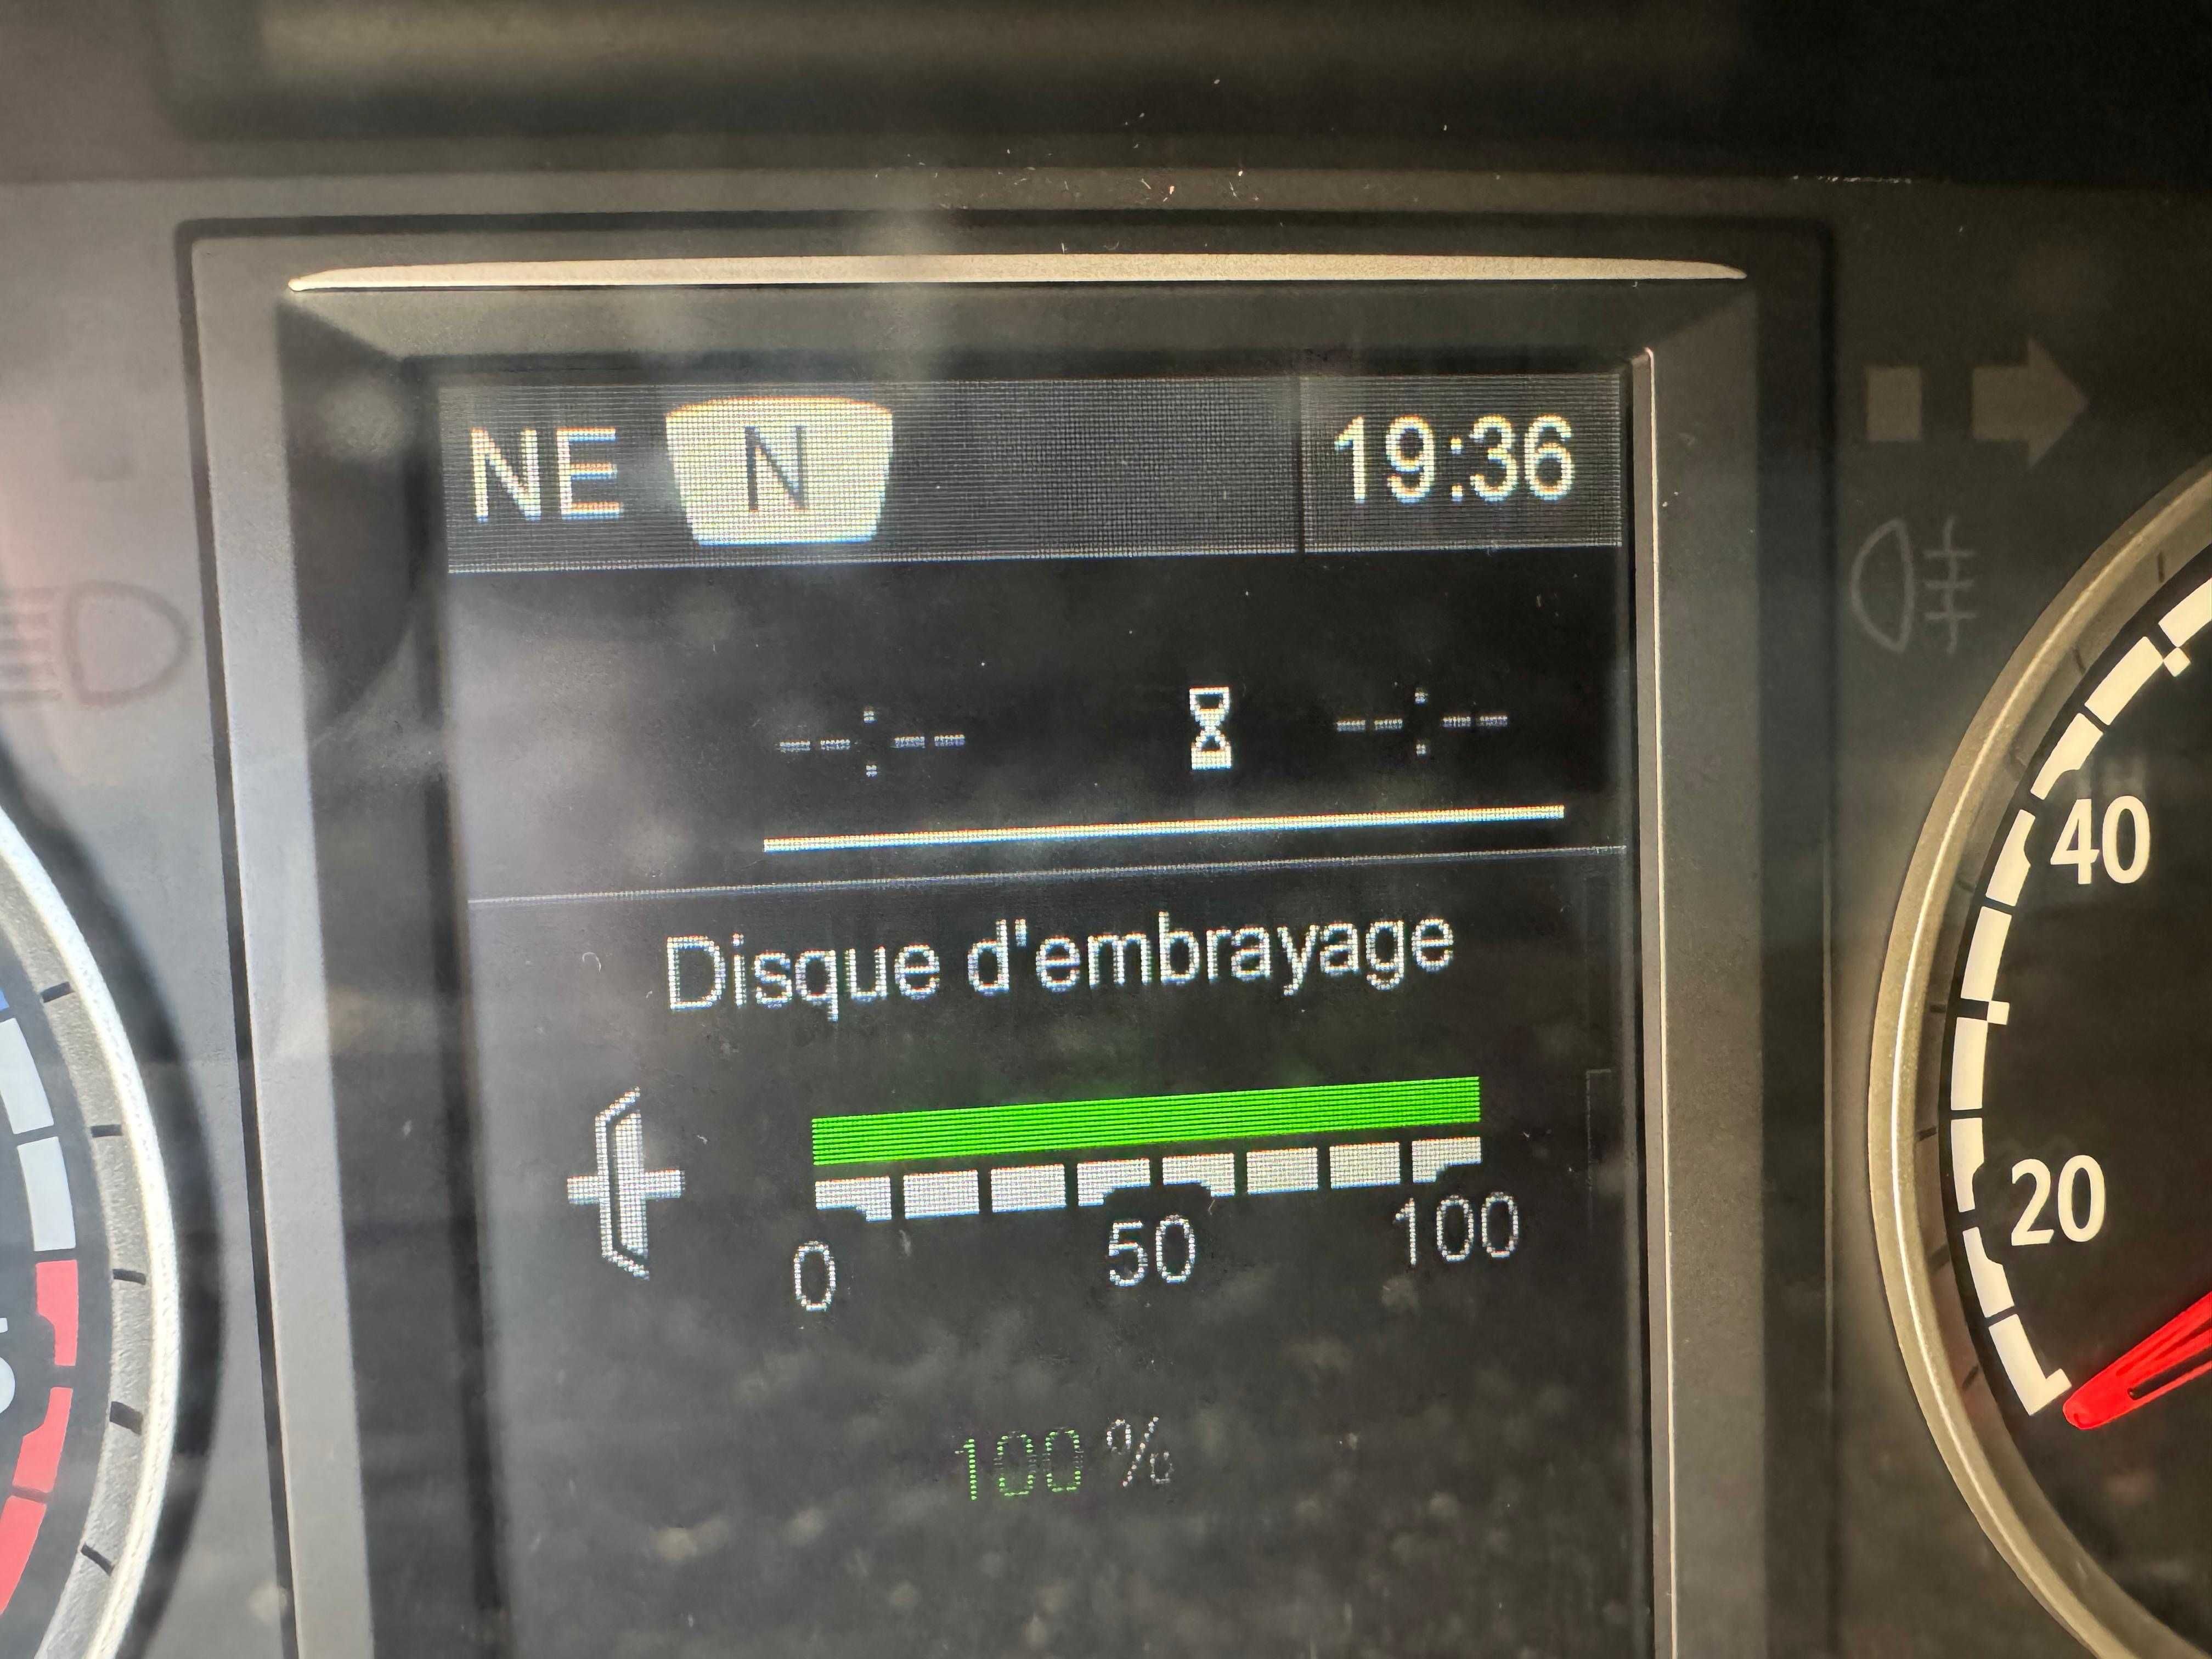 NE N 19:36
--:-- --:--
Disque d'embrayage
0 50 100
100 %
40
20